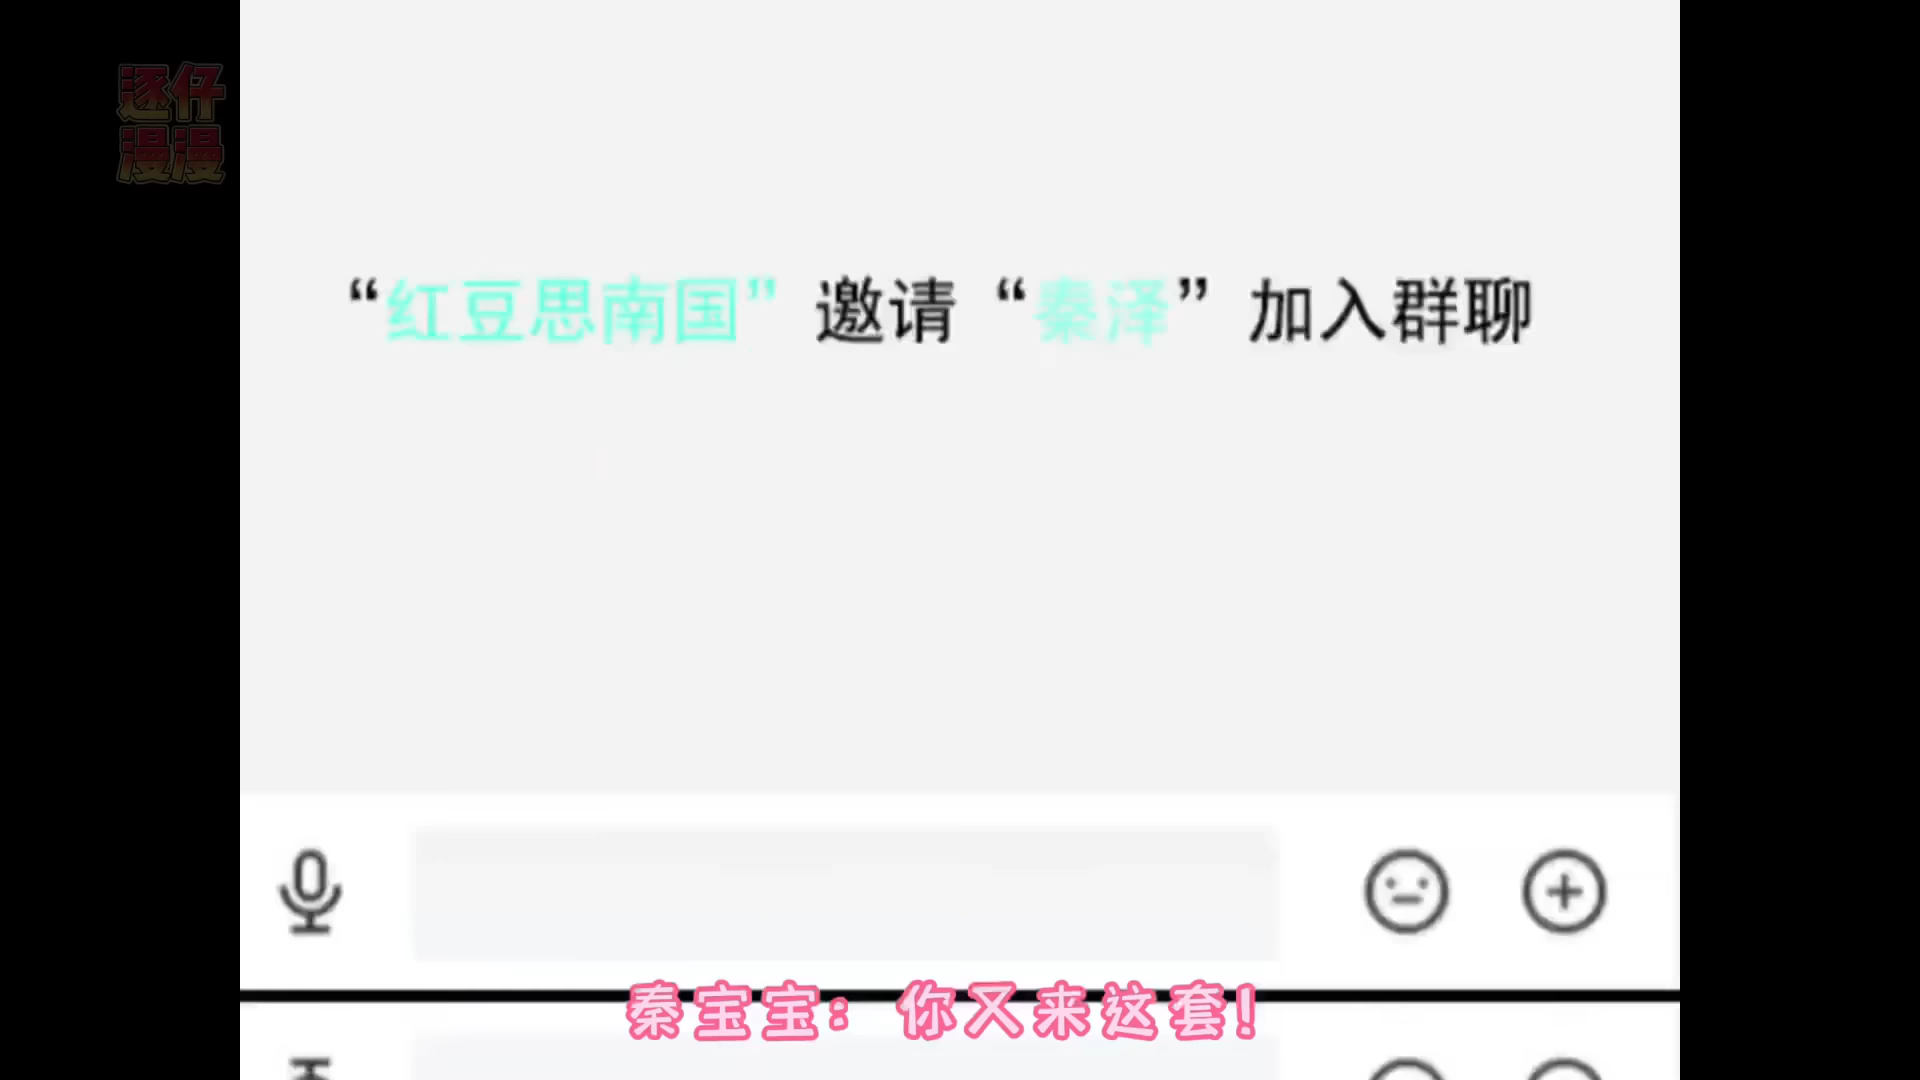 逐仔
漫漫
“红豆思南国”邀请“秦泽”加入群聊
秦宝宝：你又来这套！